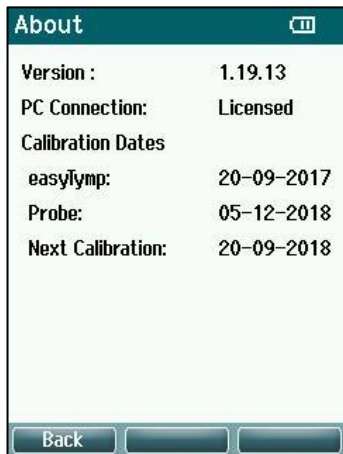 About
Version : 1.19.13
PC Connection: Licensed
Calibration Dates
easyTymp: 20-09-2017
Probe: 05-12-2018
Next Calibration: 20-09-2018
Back